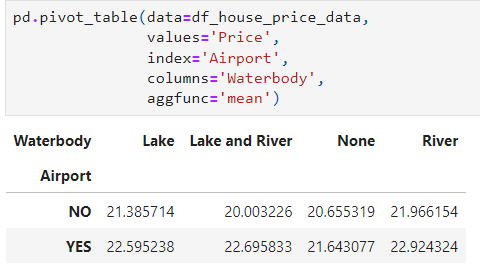 pd.pivot_table(data=df_house_price_data,
values='Price',
index='Airport',
columns='Waterbody',
aggfunc='mean')
Waterbody Lake Lake and River None River
Airport
NO 21.385714 20.003226 20.655319 21.966154
YES 22.595238 22.695833 21.643077 22.924324